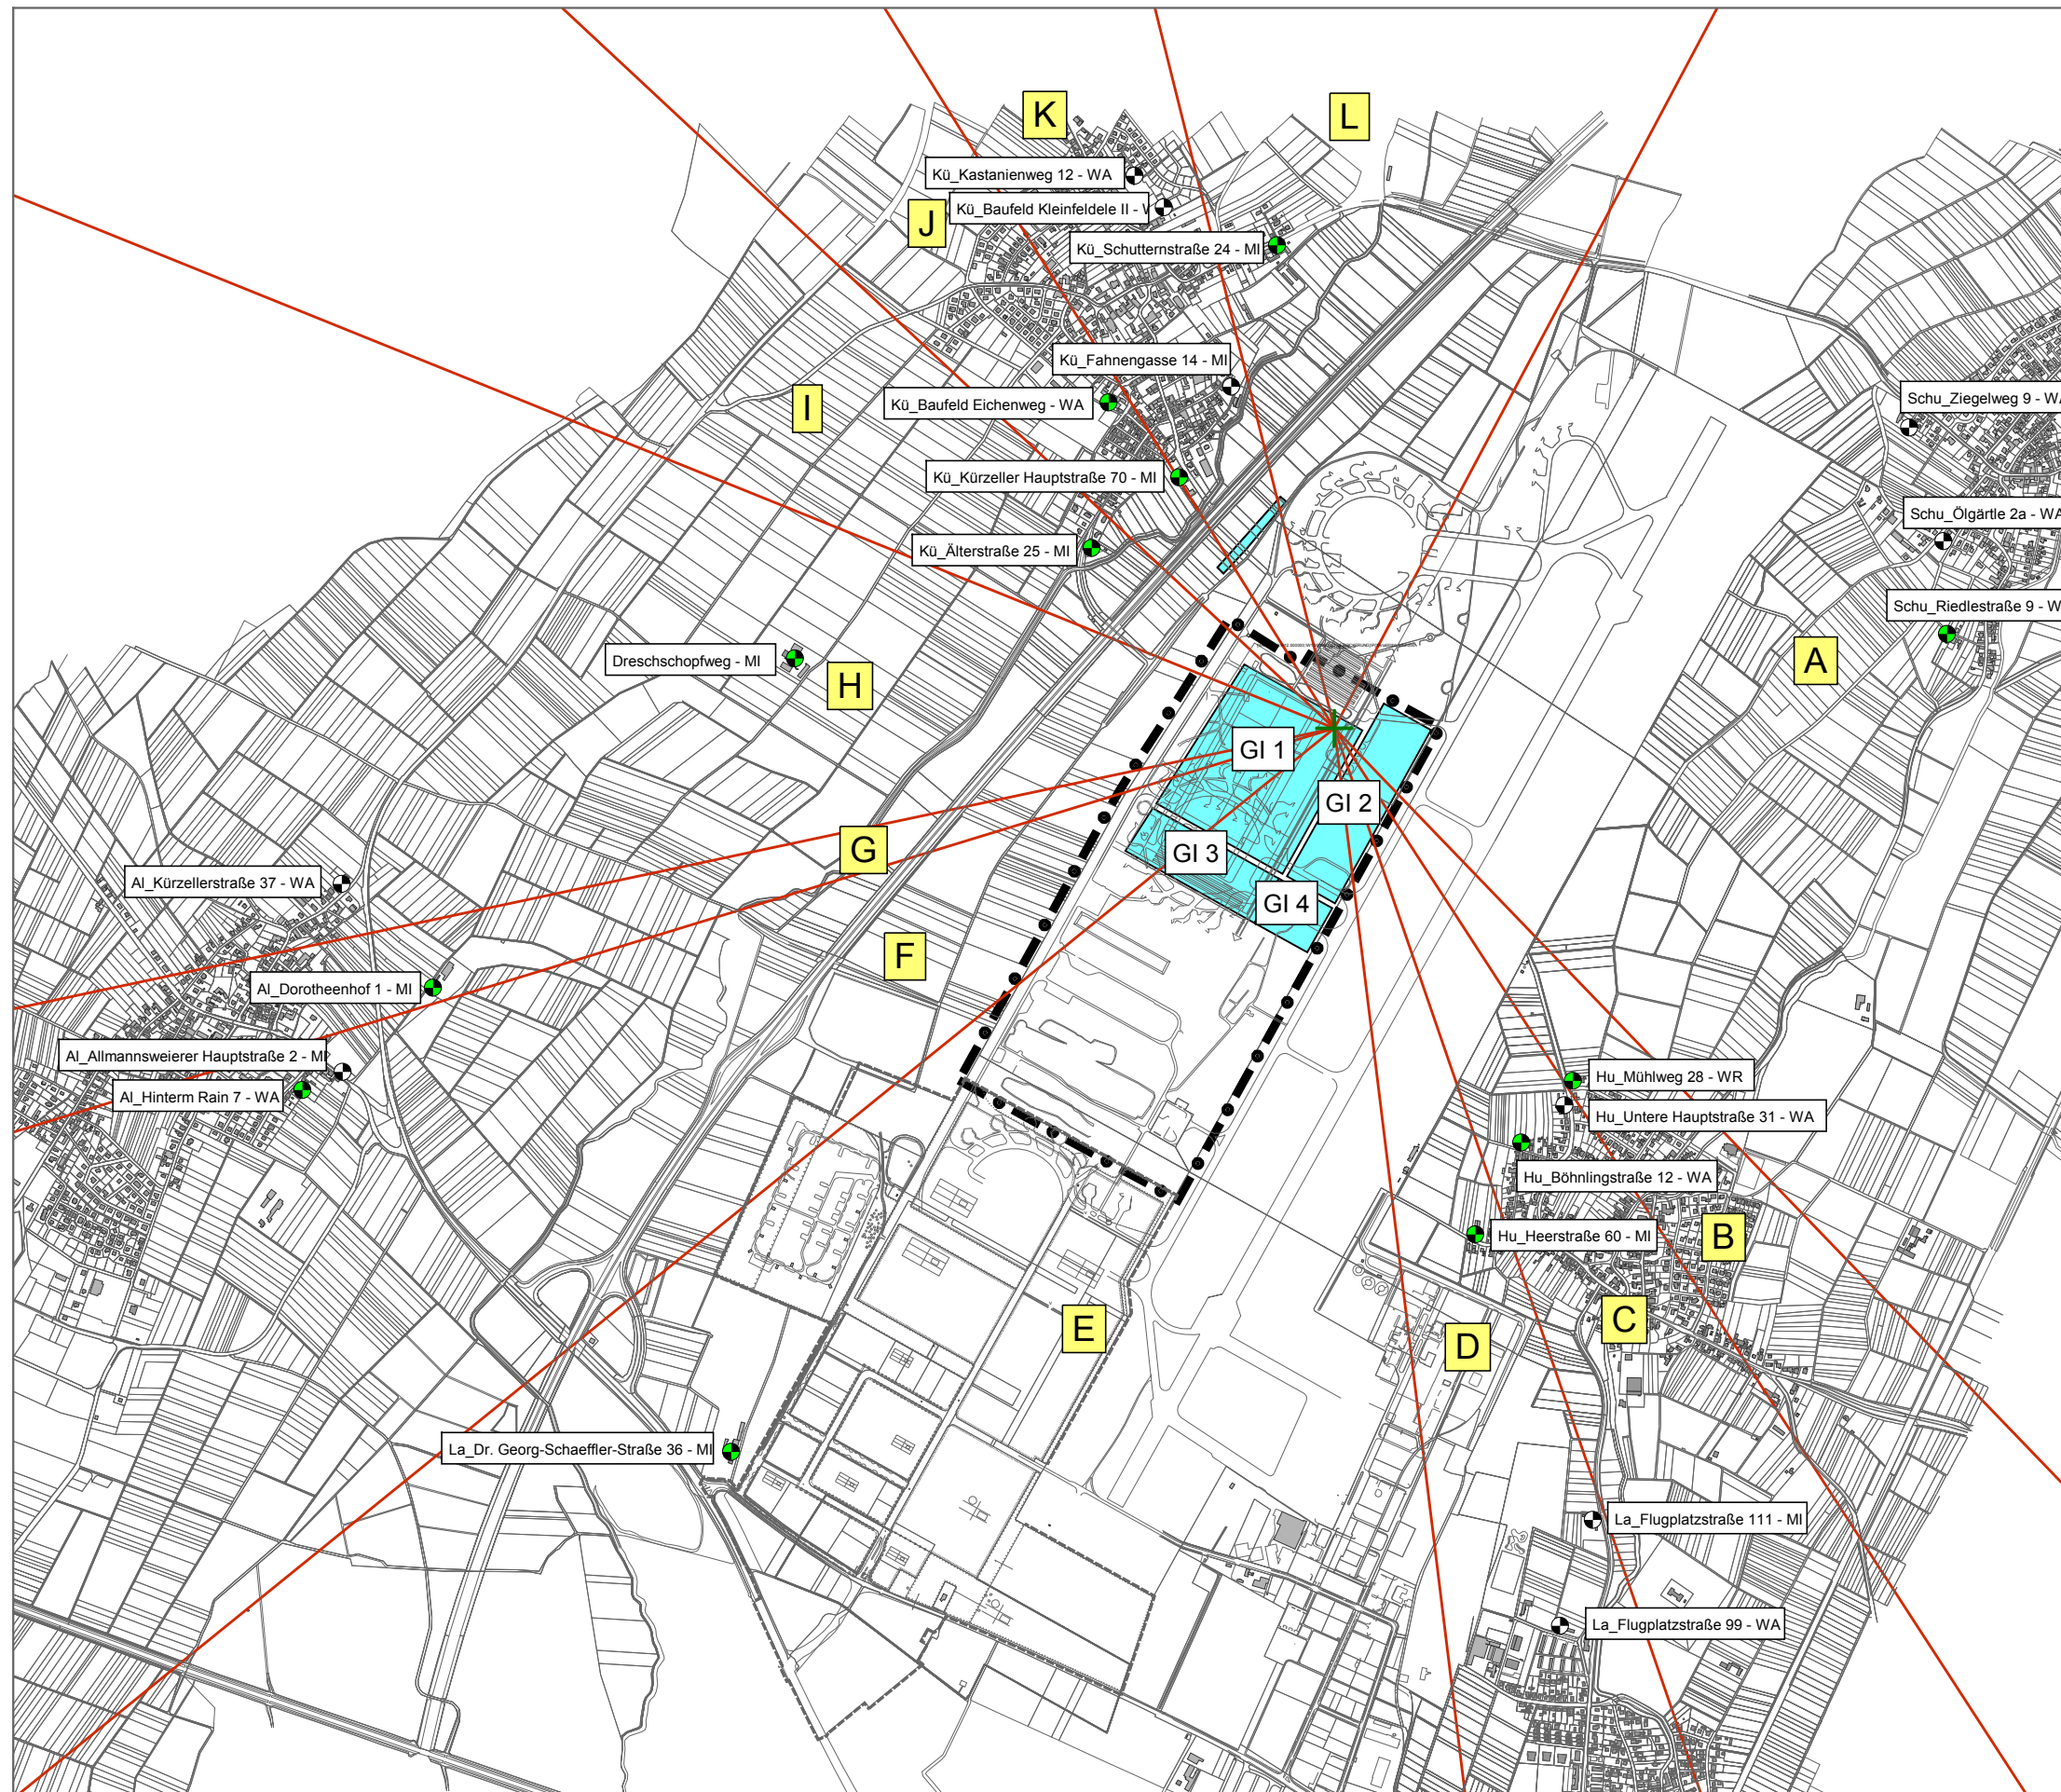 K
L
Kü_Kastanienweg 12 - WA
Kü_Baufeld Kleinfeldele II - W
J
Kü_Schutternstraße 24 - MI
Kü_Fahnengasse 14 - MI
I
Kü_Baufeld Eichenweg - WA
Schu_Ziegelweg 9 - WA
Kü_Kürzeller Hauptstraße 70 - MI
Schu_Ölgärtle 2a - WA
Kü_Älterstraße 25 - MI
Schu_Riedlestraße 9 - W
Dreschschopfweg - MI
A
H
GI 1
GI 2
G
GI 3
Al_Kürzellerstraße 37 - WA
GI 4
F
Al_Dorotheenhof 1 - MI
Al_Allmannsweierer Hauptstraße 2 - MI
Hu_Mühlweg 28 - WR
Al_Hinterm Rain 7 - WA
Hu_Untere Hauptstraße 31 - WA
Hu_Böhnlingstraße 12 - WA
Hu_Heerstraße 60 - MI
B
C
E
D
La_Dr. Georg-Schaeffler-Straße 36 - MI
La_Flugplatzstraße 111 - MI
La_Flugplatzstraße 99 - WA